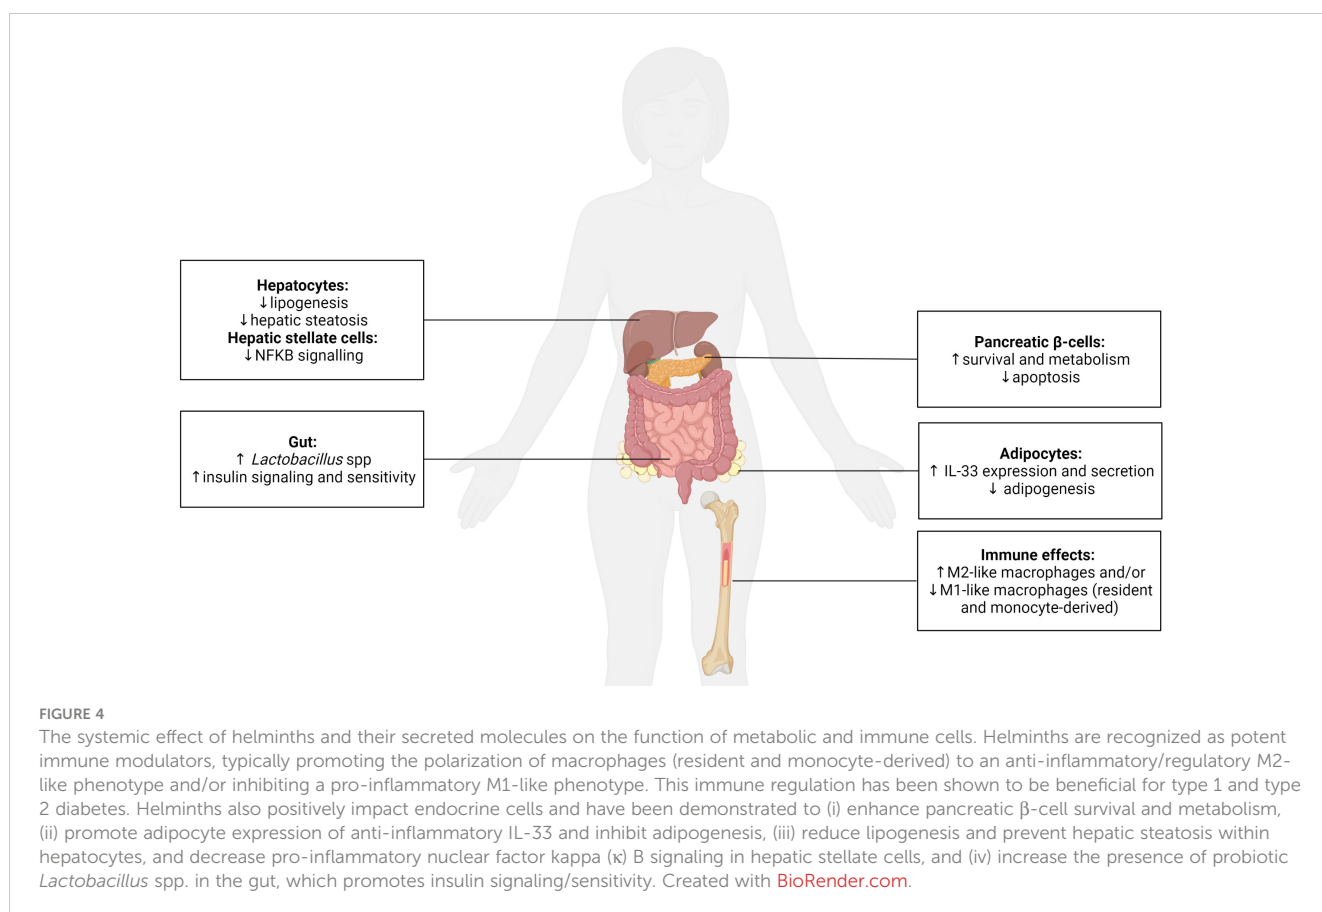 Hepatocytes:
↓lipogenesis
↓hepatic steatosis
Hepatic stellate cells:
↓NFKB signalling
Gut:
↑ Lactobacillus spp
↑insulin signaling and sensitivity
Pancreatic β-cells:
↑survival and metabolism
↓apoptosis
Adipocytes:
↑ IL-33 expression and secretion
↓ adipogenesis
Immune effects:
↑M2-like macrophages and/or
↓M1-like macrophages (resident
and monocyte-derived)
FIGURE 4
The systemic effect of helminths and their secreted molecules on the function of metabolic and immune cells. Helminths are recognized as potent
immune modulators, typically promoting the polarization of macrophages (resident and monocyte-derived) to an anti-inflammatory/regulatory M2-
like phenotype and/or inhibiting a pro-inflammatory M1-like phenotype. This immune regulation has been shown to be beneficial for type 1 and type
2 diabetes. Helminths also positively impact endocrine cells and have been demonstrated to (i) enhance pancreatic β-cell survival and metabolism,
(ii) promote adipocyte expression of anti-inflammatory IL-33 and inhibit adipogenesis, (iii) reduce lipogenesis and prevent hepatic steatosis within
hepatocytes, and decrease pro-inflammatory nuclear factor kappa (κ) B signaling in hepatic stellate cells, and (iv) increase the presence of probiotic
Lactobacillus spp. in the gut, which promotes insulin signaling/sensitivity. Created with BioRender.com.